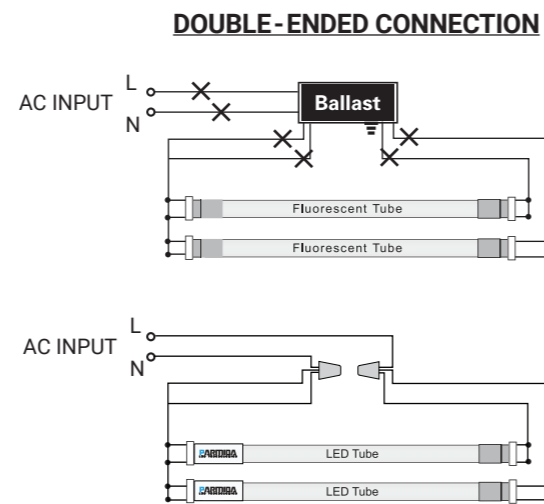 DOUBLE-ENDED CONNECTION
L
AC INPUT
N
Ballast
Fluorescent Tube
Fluorescent Tube
L
AC INPUT
N
LED Tube
LED Tube